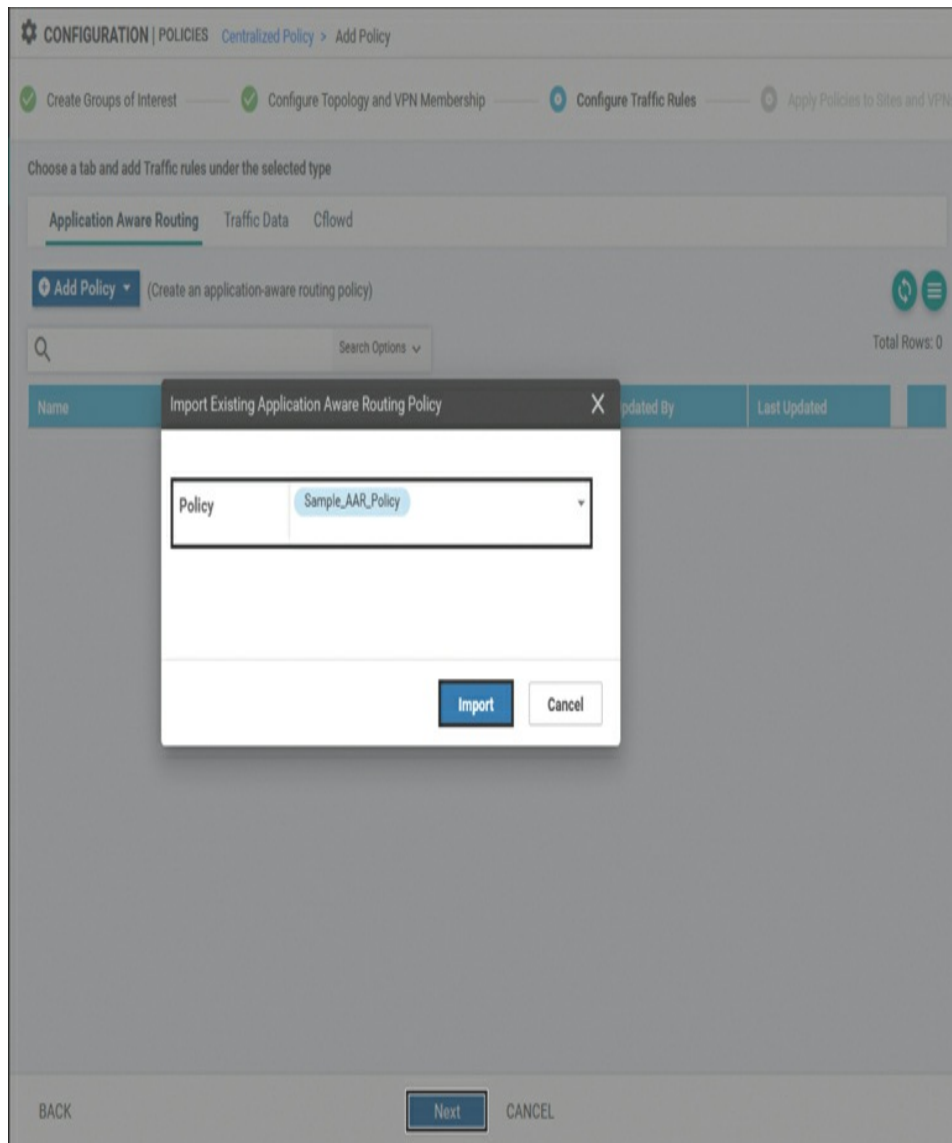 CONFIGURATION | POLICIES Centralized Policy > Add Policy
Create Groups of Interest Configure Topology and VPN Membership Configure Traffic Rules Apply Policies to Sites and VPN
Choose a tab and add Traffic rules under the selected type
Application Aware Routing Traffic Data Cflowd
Add Policy (Create an application-aware routing policy)
Search Options Total Rows: 0
Name pdated By Last Updated
Import Existing Application Aware Routing Policy X
Policy Sample_AAR_Policy
Import Cancel
BACK Next CANCEL